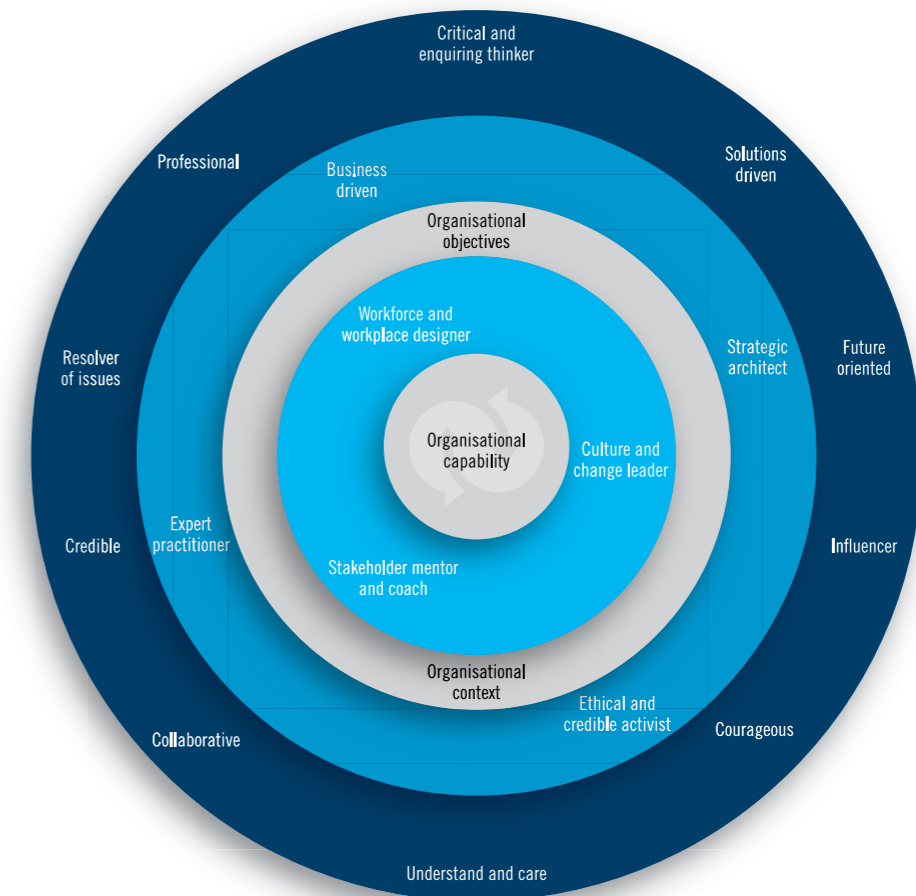 Critical and
enquiring thinker
Professional
Solutions
driven
Business
driven
Organisational
objectives
Workforce and
workplace designer
Resolver
of issues
Strategic
architect
Future
oriented
Organisational
capability
Culture and
change leader
Credible
Expert
practitioner
Influencer
Stakeholder mentor
and coach
Organisational
context
Ethical and
credible activist
Collaborative
Courageous
Understand and care